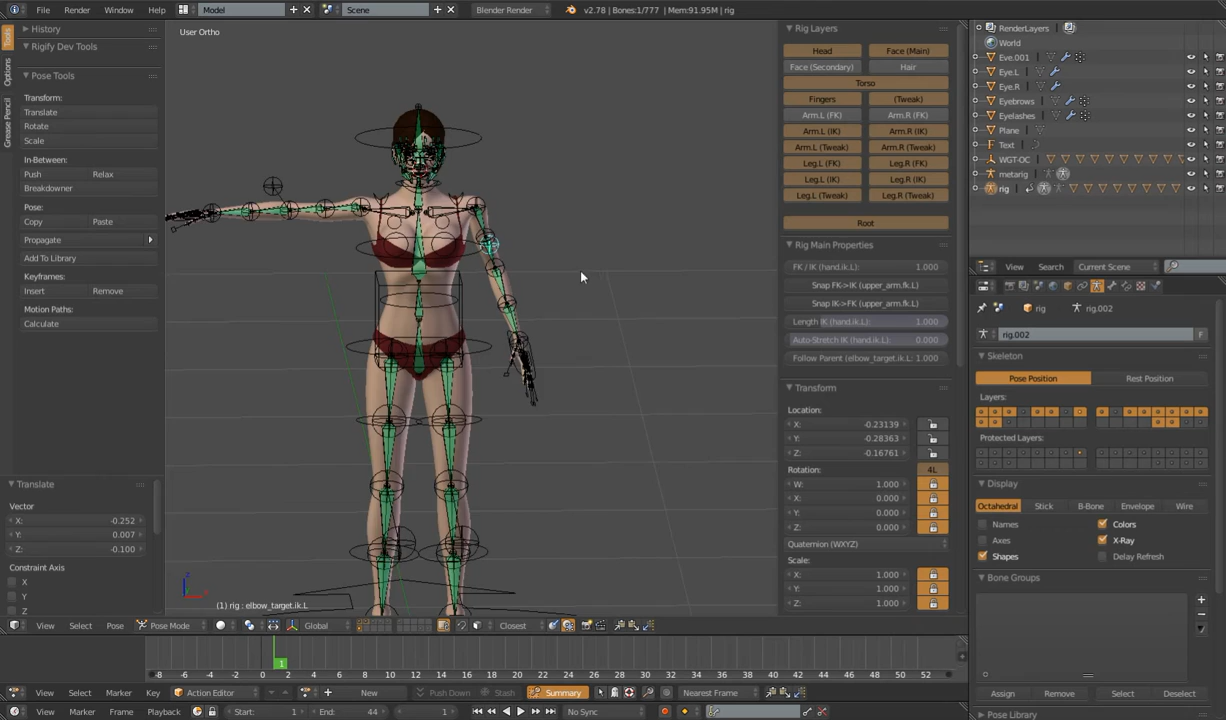 File Render Window Help Model Scene Blender Render v2.78 | Bones:1/777 | Mem:91.95M | rig
Tools
Options
Grease Pencil
History
Rigify Dev Tools
Pose Tools
Transform:
Translate
Rotate
Scale
In-Between:
Push Relax
Breakdowner
Pose:
Copy Paste
Propagate
Add To Library
Keyframes:
Insert Remove
Motion Paths:
Calculate
Translate
Vector
X: -0.252
Y: 0.007
Z: -0.100
Constraint Axis
X
Y
Z
User Ortho
(1) rig : elbow_target.ik.L
View Select Pose Pose Mode Global Closest
Rig Layers
Head Face (Main)
Face (Secondary) Hair
Torso
Fingers (Tweak)
Arm.L (FK) Arm.R (FK)
Arm.L (IK) Arm.R (IK)
Arm.L (Tweak) Arm.R (Tweak)
Leg.L (FK) Leg.R (FK)
Leg.L (IK) Leg.R (IK)
Leg.L (Tweak) Leg.R (Tweak)
Root
Rig Main Properties
FK / IK (hand.ik.L) 1.000
Snap FK->IK (upper_arm.fk.L)
Snap IK->FK (upper_arm.fk.L)
Length IK (hand.ik.L): 1.000
Auto-Stretch IK (hand.ik.L): 0.000
Follow Parent (elbow_target.ik.L: 1.000
Transform
Location:
X: -0.23139
Y: -0.28363
Z: -0.16761
Rotation: 4L
W: 1.000
X: 0.000
Y: 0.000
Z: 0.000
Quaternion (WXYZ)
Scale:
X: 1.000
Y: 1.000
Z: 1.000
RenderLayers
World
Eye.001
Eye.L
Eye.R
Eyebrows
Eyelashes
Plane
Text
WGT-OC
metarig
rig
View Search Current Scene
rig rig.002
rig.002 F
Skeleton
Pose Position Rest Position
Layers:
Protected Layers:
Display
Octahedral Stick B-Bone Envelope Wire
Names Colors
Axes X-Ray
Shapes Delay Refresh
Bone Groups
Assign Remove Select Deselect
Pose Library
1
-8 -6 -4 -2 0 2 4 6 8 10 12 14 16 18 20 22 24 26 28 30 32 34 36 38 40 42 44 46 48 50 52
View Select Marker Key Action Editor New Push Down Stash Summary Nearest Frame
View Marker Frame Playback Start: 1 End: 44 1 No Sync